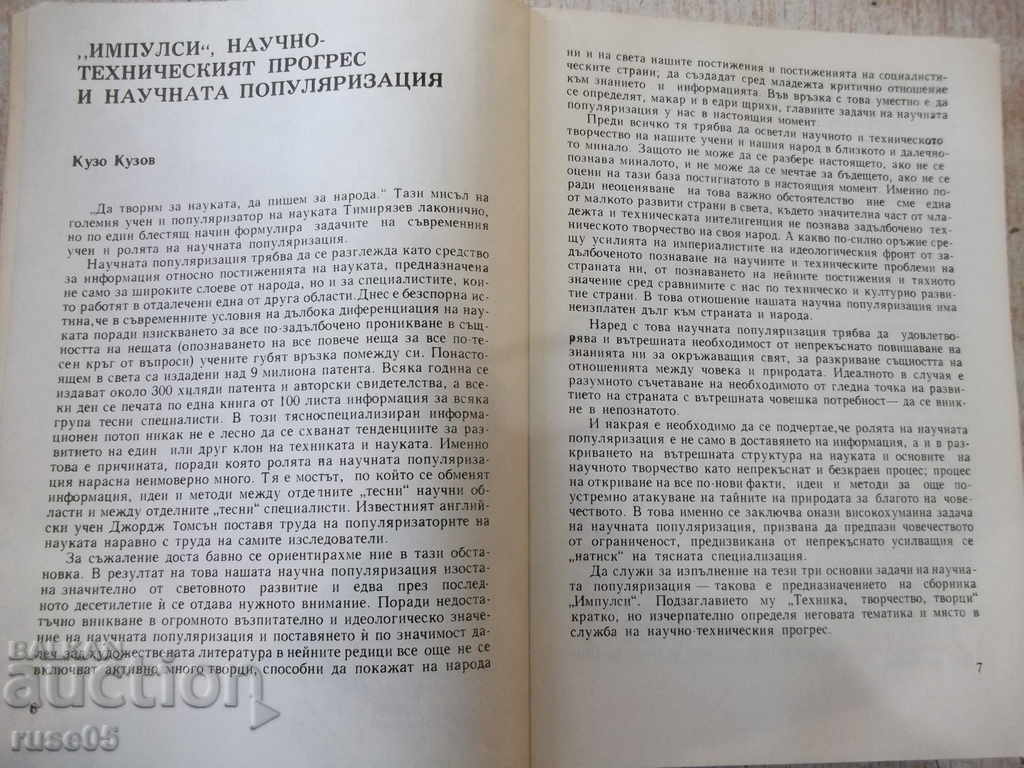 „ИМПУЛСИ“, НАУЧНО-
ТЕХНИЧЕСКИЯТ ПРОГРЕС
И НАУЧНАТА ПОПУЛЯРИЗАЦИЯ
Кузо Кузов
„Да творим за науката, да пишем за народа.“ Тази мисъл на
големия учен и популяризатор на науката Тимирязев лаконично,
но по един блестящ начин формулира задачите на съвременния
учен и ролята на научната популяризация.
Научната популяризация трябва да се разглежда като средство
за информация относно постиженията на науката, предназначена
не само за широките слоеве от народа, но и за специалистите, кои-
то работят в отдалечени една от друга области. Днес е безспорна ис-
тина, че в съвременните условия на дълбока диференциация на нау-
ката поради изискването за все по-задълбочено проникване в същ-
ността на нещата (опознаването на все повече неща за все по-те-
сен кръг от въпроси) учените губят връзка помежду си. Понасто-
ящем в света са издадени над 9 милиона патента. Всяка година се
издават около 300 хиляди патента и авторски свидетелства, а все-
ки ден се печата по една книга от 100 листа информация за всяка
група тесни специалисти. В този тясноспециализиран информа-
ционен потоп никак не е лесно да се схванат тенденциите за раз-
витието на един или друг клон на техниката и науката. Именно
това е причината, поради която ролята на научната популяриза-
ция нарасна неимоверно много. Тя е мостът, по който се обменят
информация, идеи и методи между отделните „тесни“ научни об-
ласти и между отделните „тесни“ специалисти. Известният англий-
ски учен Джордж Томсън поставя труда на популяризаторите на
науката наравно с труда на самите изследователи.
За съжаление доста бавно се ориентирахме ние в тази обста-
новка. В резултат на това нашата научна популяризация изоста-
на значително от световното развитие и едва през послед-
ното десетилетие ѝ се отдава нужното внимание. Поради недоста-
тъчно вникване в огромното възпитателно и идеологическо значе-
ние на научната популяризация и поставянето ѝ по значимост да-
леч зад художествената литература в нейните редици все още не се
включват активно много творци, способни да покажат на народа
6
ни и на света нашите постижения и постиженията на социалисти-
ческите страни, да създадат сред младежта критично отношение
към знанието и информацията. Във връзка с това уместно е да
се определят, макар и в едри щрихи, главните задачи на научната
популяризация у нас в настоящия момент.
Преди всичко тя трябва да осветли научното и техническото
творчество на нашите учени и нашия народ в близкото и далечно-
то минало. Защото не може да се разбере настоящето, ако не се
познава миналото, и не може да се мечтае за бъдещето, ако не се
оцени на тази база постигнатото в настоящия момент. Именно по-
ради неоценяване на това важно обстоятелство ние сме една
от малкото развити страни в света, където значителна част от мла-
дежта и техническата интелигенция не познава задълбочено тех-
ническото творчество на своя народ. А какво по-силно оръжие сре-
щу усилията на империалистите на идеологическия фронт от за-
дълбоченото познаване на научните и техническите проблеми на
страната ни, от познаването на нейните постижения и тяхното
значение сред сравнимите с нас по техническо и културно разви-
тие страни. В това отношение нашата научна популяризация има
неизплатен дълг към страната и народа.
Наред с това научната популяризация трябва да удовлетво-
рява и вътрешната необходимост от непрекъснато повишаване на
знанията ни за окръжаващия свят, за разкриване същността на
отношенията между човека и природата. Идеалното в случая е
разумното съчетаване на необходимото от гледна точка на разви-
тието на страната с вътрешната човешка потребност — да се вник-
не в непознатото.
И накрая е необходимо да се подчертае, че ролята на научната
популяризация е не само в доставянето на информация, а и в раз-
криването на вътрешната структура на науката и основите на
научното творчество като непрекъснат и безкраен процес; процес
на откриване на все по-нови факти, идеи и методи за още по-
устремно атакуване на тайните на природата за благото на чове-
чеството. В това именно се заключва онази високохуманна задача
на научната популяризация, призвана да предпази човечеството
от ограниченост, предизвикана от непрекъснато усилващия се
„натиск“ на тясната специализация.
Да служи за изпълнение на тези три основни задачи на научна-
та популяризация — такова е предназначението на сборника
„Импулси“. Подзаглавието му „Техника, творчество, творци“
кратко, но изчерпателно определя неговата тематика и място в
служба на научно-техническия прогрес.
7
auction
ruse05